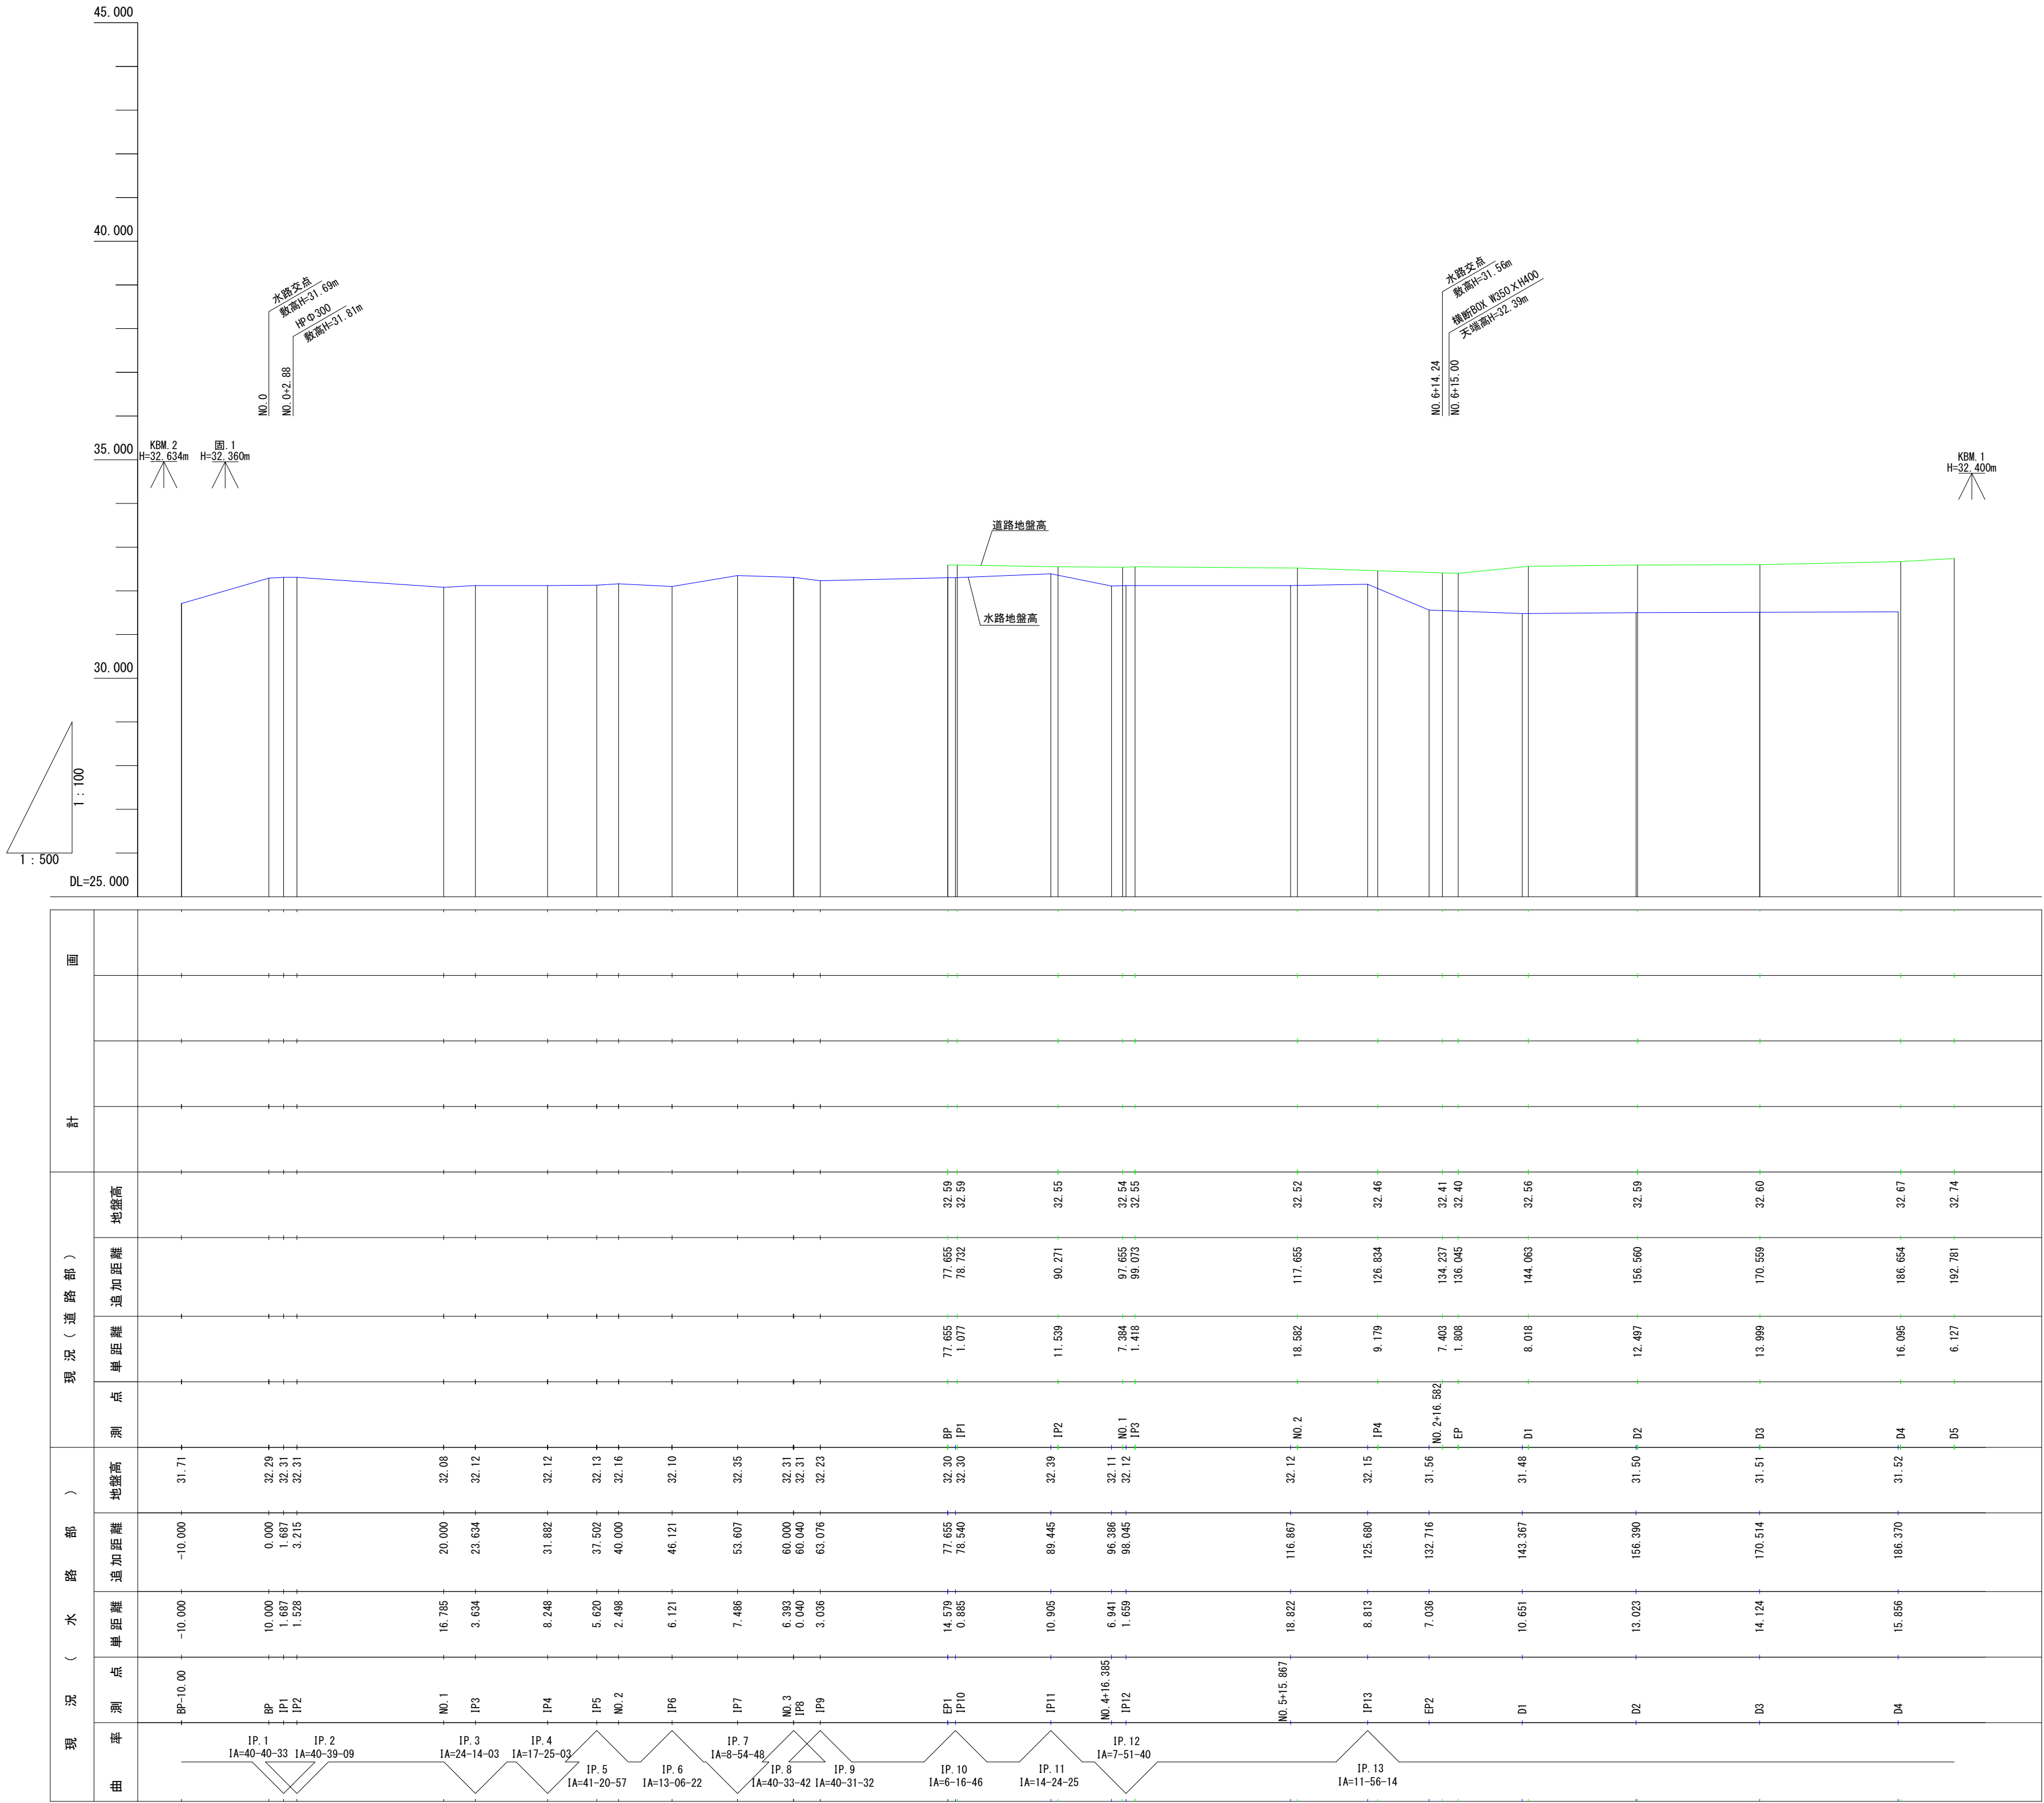 45.000
40.000
35.000
30.000
DL=25.000
1 : 100
1 : 500
KBM.2
H=32.634m
固.1
H=32.360m
NO.0
水路交点
敷高H=31.69m
NO.0+2.88
HPΦ300
敷高H=31.81m
NO.6+14.24
水路交点
敷高H=31.56m
NO.6+15.00
横断BOX W350×H400
天端高H=32.39m
KBM.1
H=32.400m
道路地盤高
水路地盤高
計 画
現況(道路部)
地盤高
32.59
32.59
32.55
32.54
32.55
32.52
32.46
32.41
32.40
32.56
32.59
32.60
32.67
32.74
追加距離
77.655
78.732
90.271
97.655
99.073
117.655
126.834
134.237
136.045
144.063
156.560
170.559
186.654
192.781
単距離
77.655
1.077
11.539
7.384
1.418
18.582
9.179
7.403
1.808
8.018
12.497
13.999
16.095
6.127
測 点
BP
IP1
IP2
NO.1
IP3
NO.2
IP4
NO.2+16.582
EP
D1
D2
D3
D4
D5
現況(水路部)
地盤高
31.71
32.29
32.31
32.31
32.08
32.12
32.12
32.13
32.16
32.10
32.35
32.31
32.31
32.23
32.30
32.30
32.39
32.11
32.12
32.12
32.15
31.56
31.48
31.50
31.51
31.52
追加距離
-10.000
0.000
1.687
3.215
20.000
23.634
31.882
37.502
40.000
46.121
53.607
60.000
60.040
63.076
77.655
78.540
89.445
96.386
98.045
116.867
125.680
132.716
143.367
156.390
170.514
186.370
単距離
-10.000
10.000
1.687
1.528
16.785
3.634
8.248
5.620
2.498
6.121
7.486
6.393
0.040
3.036
14.579
0.885
10.905
6.941
1.659
18.822
8.813
7.036
10.651
13.023
14.124
15.856
測 点
BP-10.00
BP
IP1
IP2
NO.1
IP3
IP4
IP5
NO.2
IP6
IP7
NO.3
IP8
IP9
EP1
IP10
IP11
NO.4+16.385
IP12
NO.5+15.867
IP13
EP2
D1
D2
D3
D4
曲 率
IP.1
IA=40-40-33
IP.2
IA=40-39-09
IP.3
IA=24-14-03
IP.4
IA=17-25-03
IP.5
IA=41-20-57
IP.6
IA=13-06-22
IP.7
IA=8-54-48
IP.8
IA=40-33-42
IP.9
IA=40-31-32
IP.10
IA=6-16-46
IP.11
IA=14-24-25
IP.12
IA=7-51-40
IP.13
IA=11-56-14